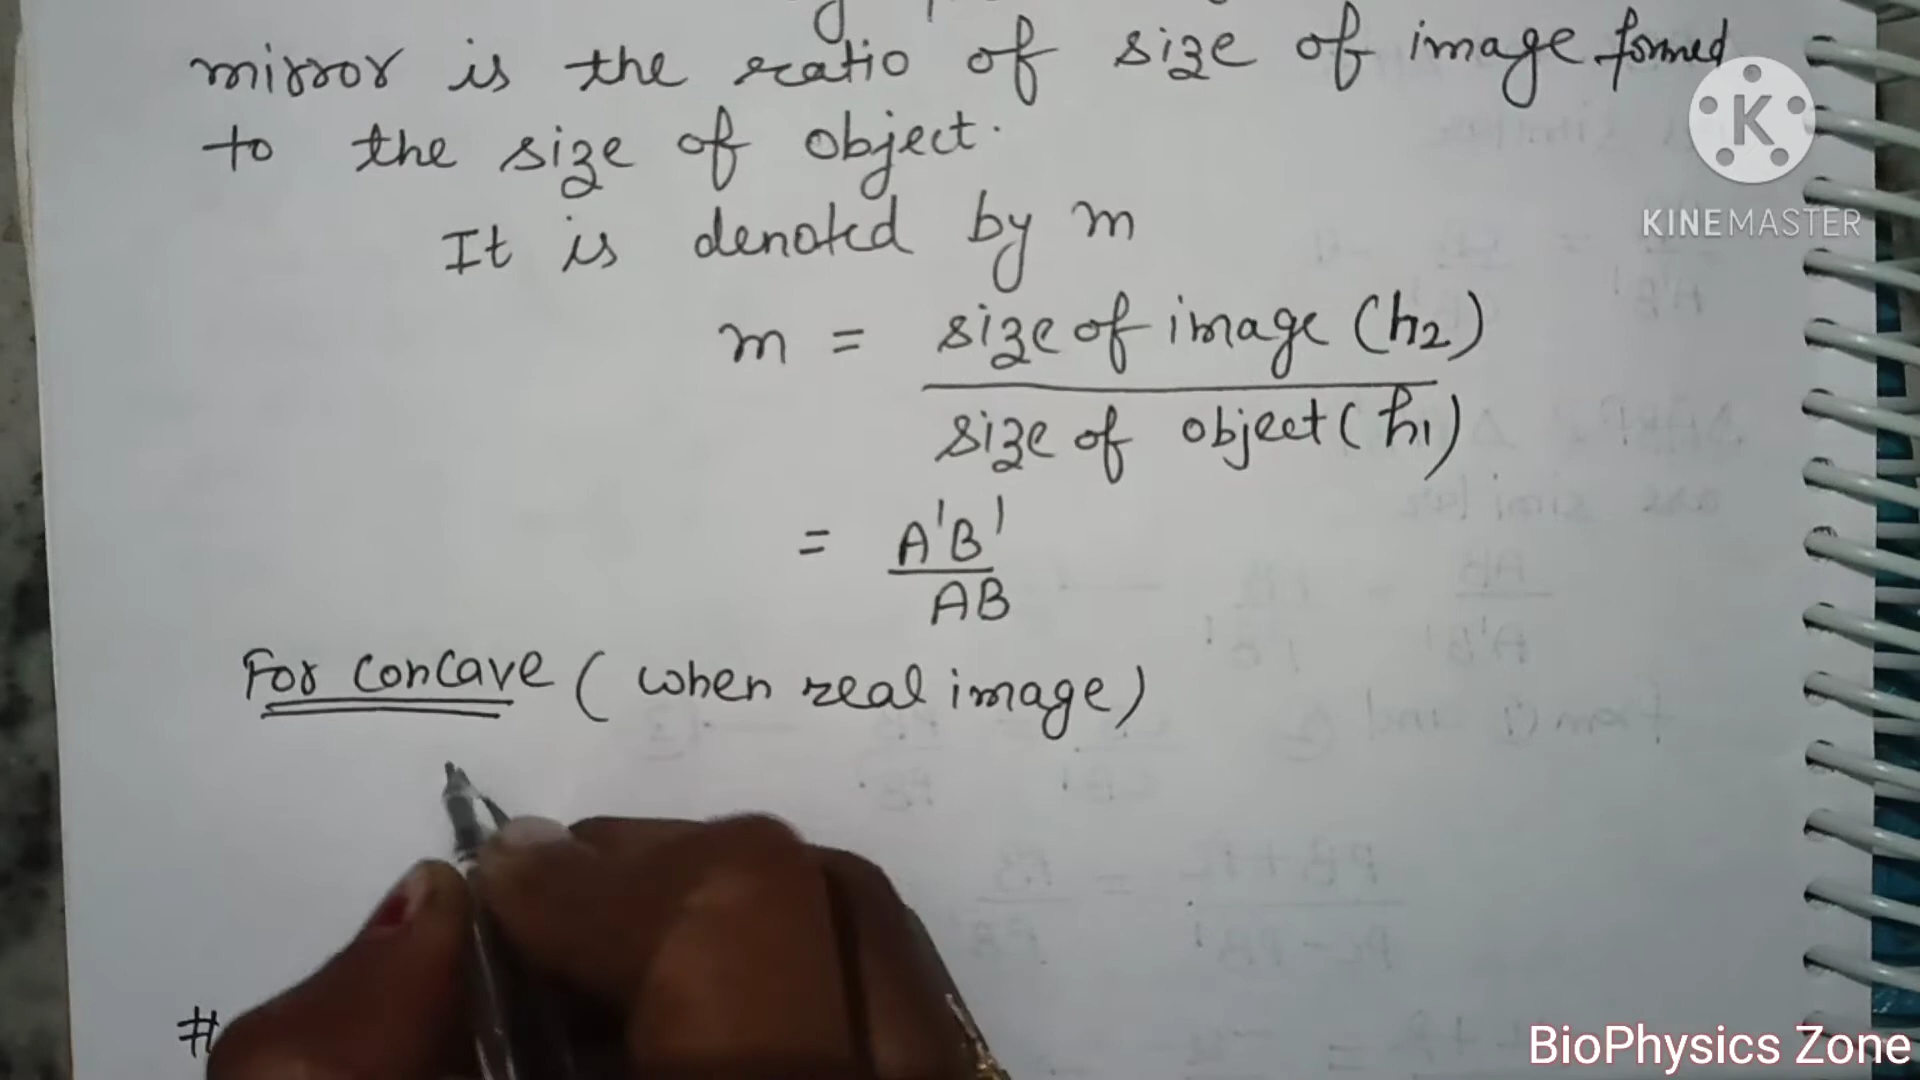 mirror is the ratio of size of image formed
to the size of object.
It is denoted by m
m = size of image (h2)
size of object (h1)
= A'B'
AB
For concave (when real image)
#
K
KINEMASTER
BioPhysics Zone